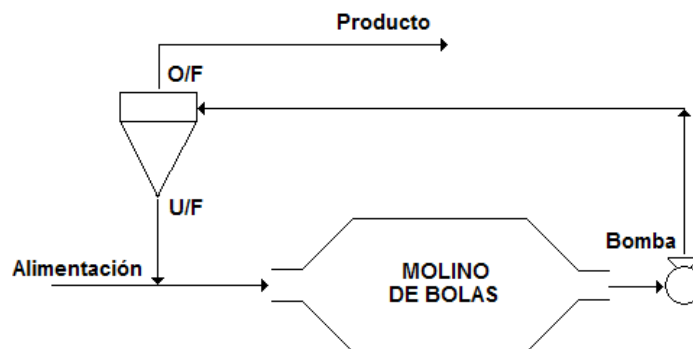 Producto
O/F
U/F
Bomba
Alimentación
MOLINO
DE BOLAS